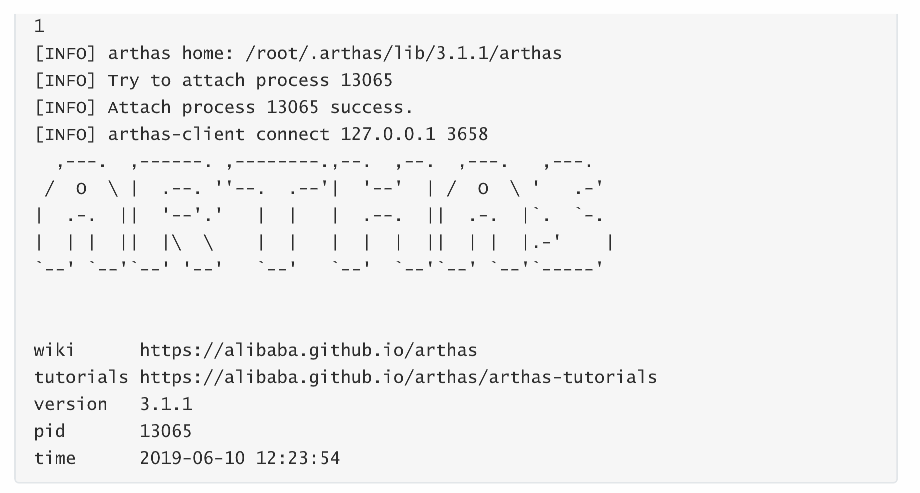 1
[INFO] arthas home: /root/.arthas/lib/3.1.1/arthas
[INFO] Try to attach process 13065
[INFO] Attach process 13065 success.
[INFO] arthas-client connect 127.0.0.1 3658
  ,---.  ,------. ,--------.,--.  ,--.  ,---.   ,---.
 /  O  \ |  .--. ''--.  .--'|  '--'  | /  O  \ '   .-'
|  .-.  ||  '--'.'   |  |   |  .--.  ||  .-.  |`.  `-.
|  | |  ||  |\  \    |  |   |  |  |  ||  | |  |.-'    |
`--' `--'`--' '--'   `--'   `--'  `--'`--' `--'`-----'
wiki      https://alibaba.github.io/arthas
tutorials https://alibaba.github.io/arthas/arthas-tutorials
version   3.1.1
pid       13065
time      2019-06-10 12:23:54